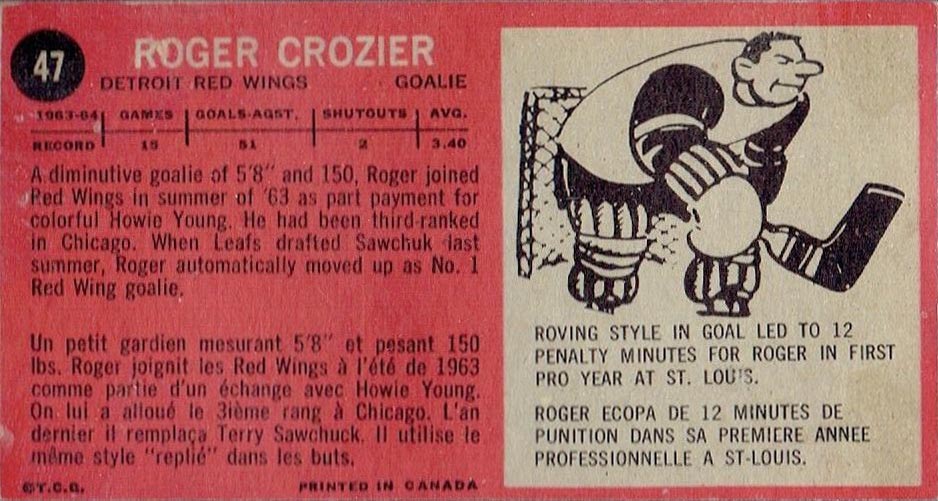 47
ROGER CROZIER
DETROIT RED WINGS GOALIE
1963-64 GAMES GOALS-AGST. SHUTOUTS AVG.
RECORD 15 51 2 3.40
A diminutive goalie of 5'8" and 150, Roger joined
Red Wings in summer of '63 as part payment for
colorful Howie Young. He had been third-ranked
in Chicago. When Leafs drafted Sawchuk last
summer, Roger automatically moved up as No. 1
Red Wing goalie.
Un petit gardien mesurant 5'8" et pesant 150
lbs. Roger joignit les Red Wings à l'été de 1963
comme partie d'un échange avec Howie Young.
On lui a alloué le 3ième rang à Chicago. L'an
dernier il remplaça Terry Sawchuck. Il utilise le
même style "replié" dans les buts.
©T.C.G. PRINTED IN CANADA
ROVING STYLE IN GOAL LED TO 12
PENALTY MINUTES FOR ROGER IN FIRST
PRO YEAR AT ST. LOUIS.
ROGER ECOPA DE 12 MINUTES DE
PUNITION DANS SA PREMIERE ANNEE
PROFESSIONNELLE A ST-LOUIS.